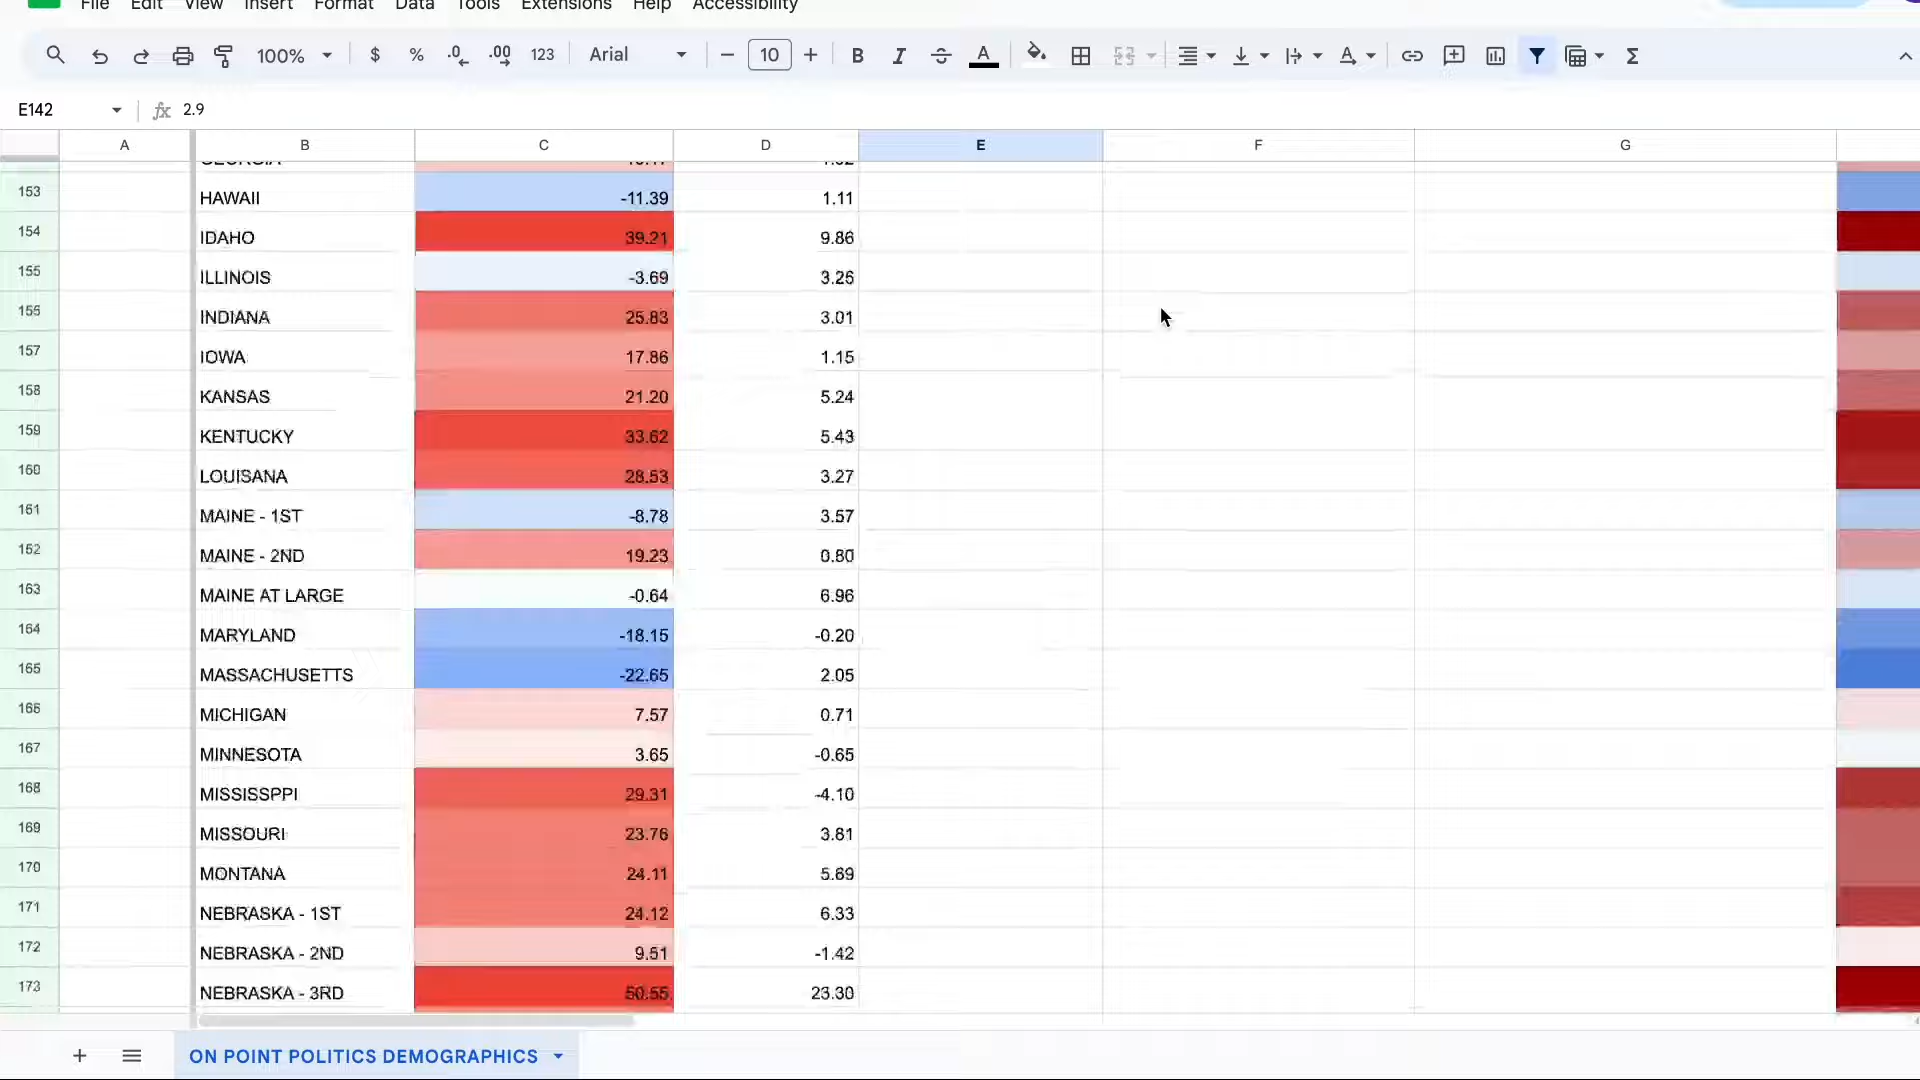 File Edit View Insert Format Data Tools Extensions Help Accessibility
100% $ % .0 .00 123 Arial 10 B I A Σ
E142 fx 2.9
A B C D E F G
153 HAWAII -11.39 1.11
154 IDAHO 39.21 9.86
155 ILLINOIS -3.69 3.26
156 INDIANA 25.83 3.01
157 IOWA 17.86 1.15
158 KANSAS 21.20 5.24
159 KENTUCKY 33.62 5.43
160 LOUISANA 28.53 3.27
161 MAINE - 1ST -8.78 3.57
162 MAINE - 2ND 19.23 0.80
163 MAINE AT LARGE -0.64 6.96
164 MARYLAND -18.15 -0.20
165 MASSACHUSETTS -22.65 2.05
166 MICHIGAN 7.57 0.71
167 MINNESOTA 3.65 -0.65
168 MISSISSPPI 29.31 -4.10
169 MISSOURI 23.76 3.81
170 MONTANA 24.11 5.69
171 NEBRASKA - 1ST 24.12 6.33
172 NEBRASKA - 2ND 9.51 -1.42
173 NEBRASKA - 3RD 50.55 23.30
ON POINT POLITICS DEMOGRAPHICS